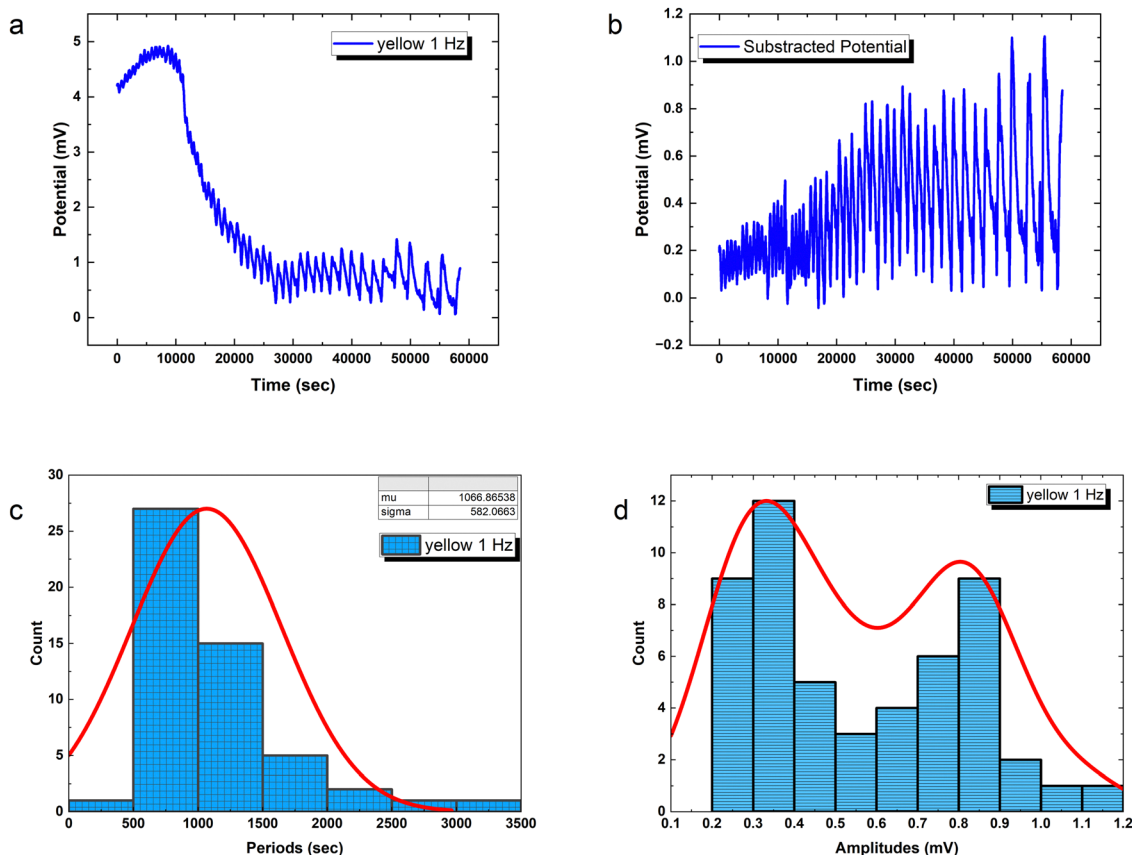 a
yellow 1 Hz
5
4
3
2
1
0
Potential (mV)
0 10000 20000 30000 40000 50000 60000
Time (sec)
b
Substracted Potential
1.2
1.0
0.8
0.6
0.4
0.2
0.0
−0.2
Potential (mV)
0 10000 20000 30000 40000 50000 60000
Time (sec)
c
mu 1066.86538
sigma 582.0663
yellow 1 Hz
30
25
20
15
10
5
0
Count
0 500 1000 1500 2000 2500 3000 3500
Periods (sec)
d
yellow 1 Hz
12
10
8
6
4
2
0
Count
0.1 0.2 0.3 0.4 0.5 0.6 0.7 0.8 0.9 1.0 1.1 1.2
Amplitudes (mV)